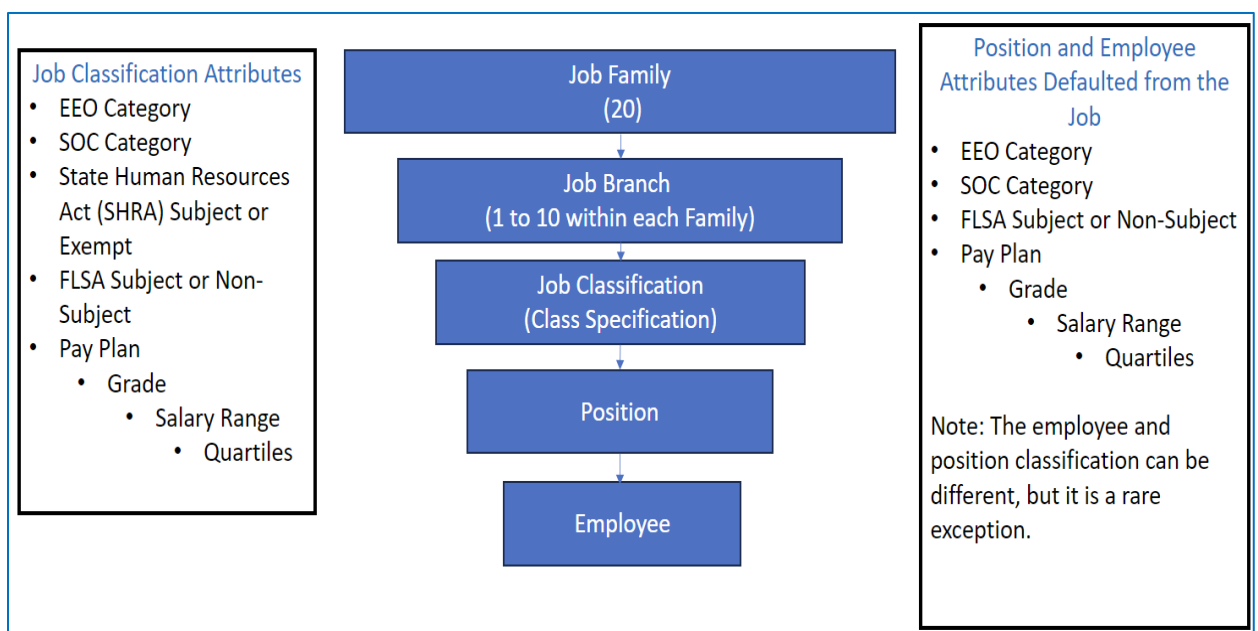 Job Classification Attributes
• EEO Category
• SOC Category
• State Human Resources
Act (SHRA) Subject or
Exempt
• FLSA Subject or Non-
Subject
• Pay Plan
• Grade
• Salary Range
• Quartiles
Job Family
(20)
Job Branch
(1 to 10 within each Family)
Job Classification
(Class Specification)
Position
Employee
Position and Employee
Attributes Defaulted from the
Job
• EEO Category
• SOC Category
• FLSA Subject or Non-Subject
• Pay Plan
• Grade
• Salary Range
• Quartiles
Note: The employee and
position classification can be
different, but it is a rare
exception.